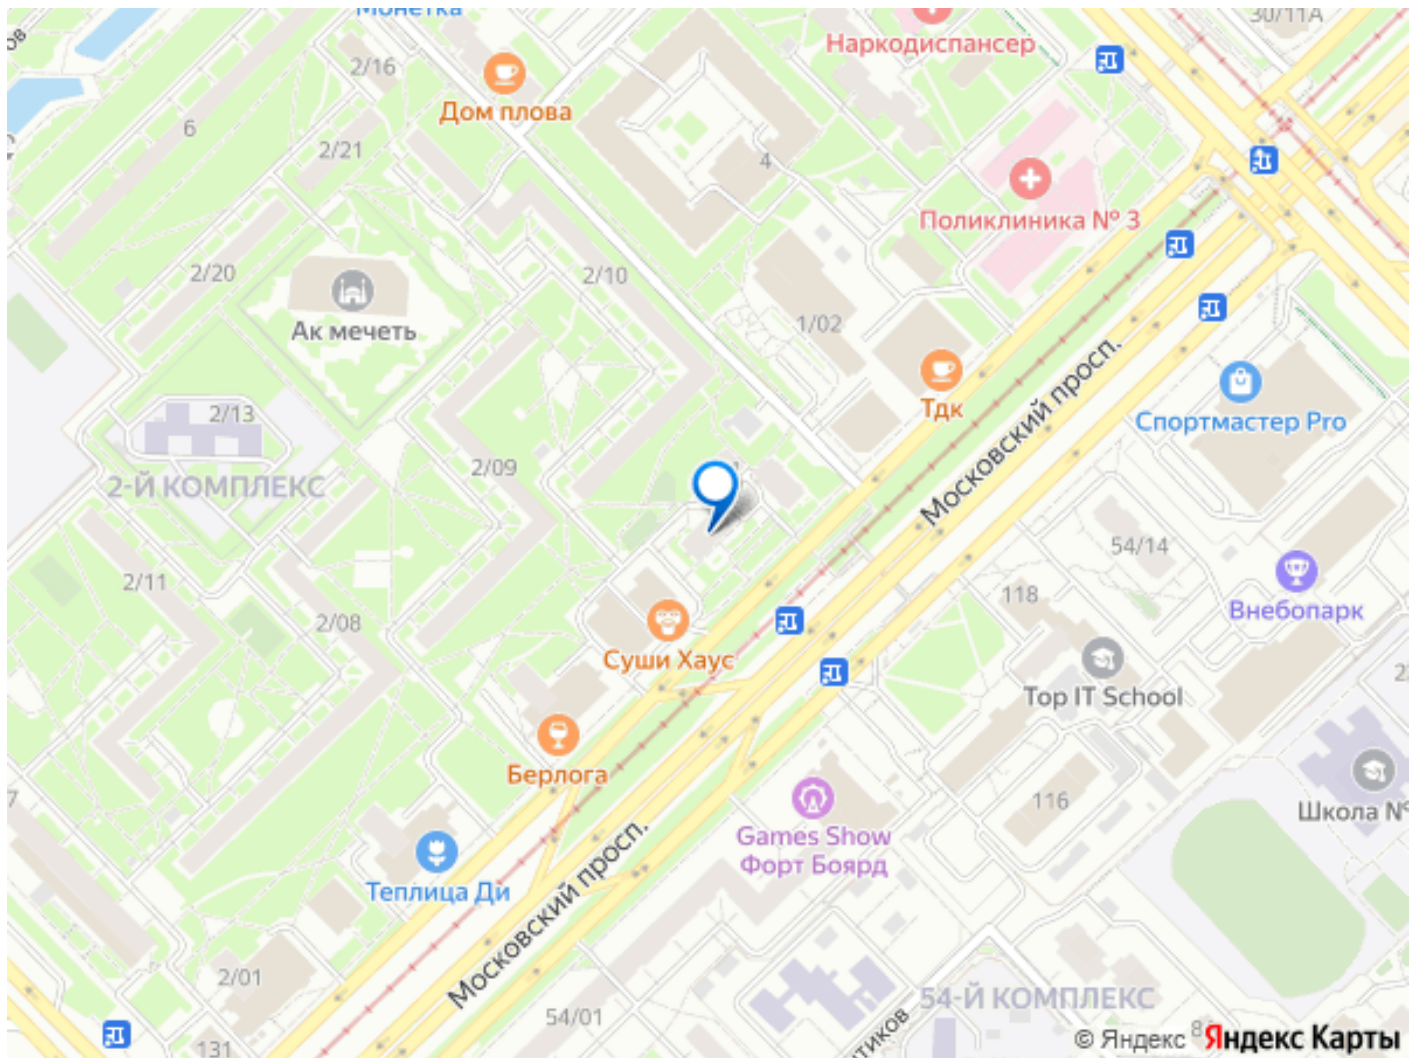 Монетка
30/11А
Наркодиспансер
2/16
Дом плова
6
2/21
4
Поликлиника № 3
2/20
2/10
Ак мечеть
1/02
Московский просп.
Тдк
2/13
Спортмастер Pro
2/09
2-Й КОМПЛЕКС
54/14
2/11
118
Внебопарк
2/08
Суши Хаус
Top IT School
Берлога
116
Школа №
Games Show
Форт Боярд
Теплица Ди
Московский просп.
2/01
54-Й КОМПЛЕКС
54/01
131
© Яндекс
Яндекс Карты